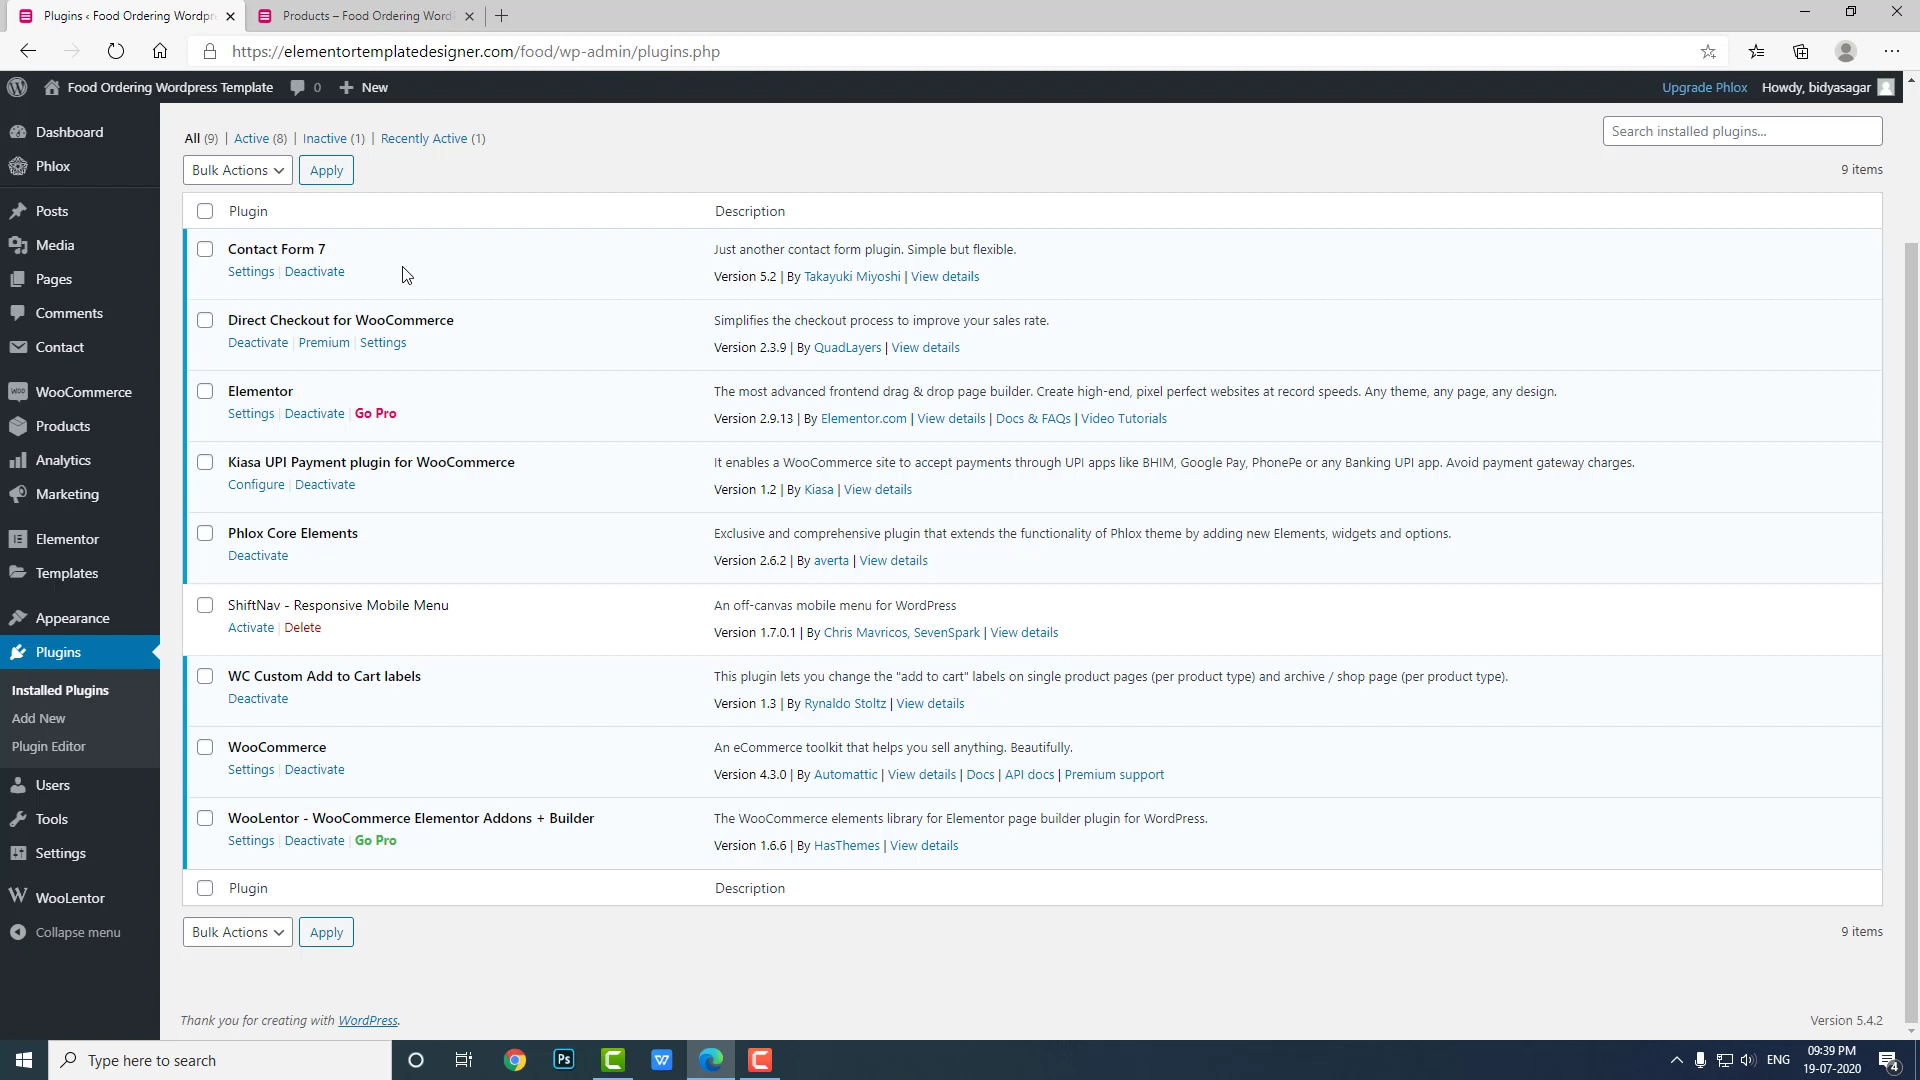 Plugins ‹ Food Ordering Wordpr
Products – Food Ordering Word
https://elementortemplatedesigner.com/food/wp-admin/plugins.php
Food Ordering Wordpress Template
0
New
Upgrade Phlox
Howdy, bidyasagar
Dashboard
Phlox
Posts
Media
Pages
Comments
Contact
WooCommerce
Products
Analytics
Marketing
Elementor
Templates
Appearance
Plugins
Installed Plugins
Add New
Plugin Editor
Users
Tools
Settings
WooLentor
Collapse menu
All (9) | Active (8) | Inactive (1) | Recently Active (1)
Search installed plugins...
Bulk Actions
Apply
9 items
Plugin
Description
Contact Form 7
Settings | Deactivate
Just another contact form plugin. Simple but flexible.
Version 5.2 | By Takayuki Miyoshi | View details
Direct Checkout for WooCommerce
Deactivate | Premium | Settings
Simplifies the checkout process to improve your sales rate.
Version 2.3.9 | By QuadLayers | View details
Elementor
Settings | Deactivate | Go Pro
The most advanced frontend drag & drop page builder. Create high-end, pixel perfect websites at record speeds. Any theme, any page, any design.
Version 2.9.13 | By Elementor.com | View details | Docs & FAQs | Video Tutorials
Kiasa UPI Payment plugin for WooCommerce
Configure | Deactivate
It enables a WooCommerce site to accept payments through UPI apps like BHIM, Google Pay, PhonePe or any Banking UPI app. Avoid payment gateway charges.
Version 1.2 | By Kiasa | View details
Phlox Core Elements
Deactivate
Exclusive and comprehensive plugin that extends the functionality of Phlox theme by adding new Elements, widgets and options.
Version 2.6.2 | By averta | View details
ShiftNav - Responsive Mobile Menu
Activate | Delete
An off-canvas mobile menu for WordPress
Version 1.7.0.1 | By Chris Mavricos, SevenSpark | View details
WC Custom Add to Cart labels
Deactivate
This plugin lets you change the "add to cart" labels on single product pages (per product type) and archive / shop page (per product type).
Version 1.3 | By Rynaldo Stoltz | View details
WooCommerce
Settings | Deactivate
An eCommerce toolkit that helps you sell anything. Beautifully.
Version 4.3.0 | By Automattic | View details | Docs | API docs | Premium support
WooLentor - WooCommerce Elementor Addons + Builder
Settings | Deactivate | Go Pro
The WooCommerce elements library for Elementor page builder plugin for WordPress.
Version 1.6.6 | By HasThemes | View details
Plugin
Description
Bulk Actions
Apply
9 items
Thank you for creating with WordPress.
Version 5.4.2
Type here to search
Ps
ENG
09:39 PM
19-07-2020
4